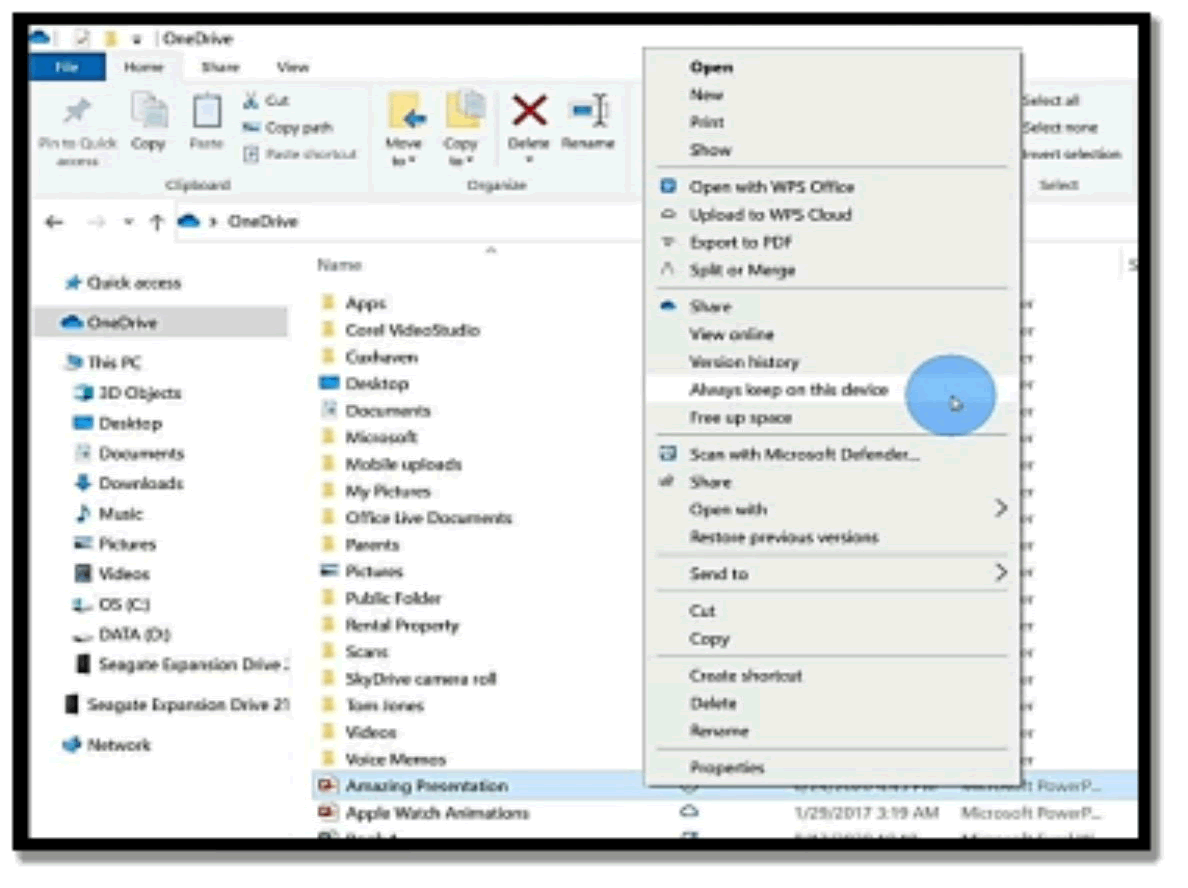 OneDrive
File Home Share View
Pin to Quick access
Copy
Paste
Cut
Copy path
Paste shortcut
Move to
Copy to
Delete
Rename
Select all
Select none
Invert selection
Clipboard
Organize
Select
OneDrive
Name
Quick access
OneDrive
This PC
3D Objects
Desktop
Documents
Downloads
Music
Pictures
Videos
OS (C:)
DATA (D:)
Seagate Expansion Drive
Seagate Expansion Drive 21
Network
Apps
Corel VideoStudio
Cuxhaven
Desktop
Documents
Microsoft
Mobile uploads
My Pictures
Office Live Documents
Parents
Pictures
Public Folder
Rental Property
Scans
SkyDrive camera roll
Tom Jones
Videos
Voice Memos
Amazing Presentation
Apple Watch Animations
1/29/2017 3:19 AM Microsoft PowerP...
Open
New
Print
Show
Open with WPS Office
Upload to WPS Cloud
Export to PDF
Split or Merge
Share
View online
Version history
Always keep on this device
Free up space
Scan with Microsoft Defender...
Share
Open with
Restore previous versions
Send to
Cut
Copy
Create shortcut
Delete
Rename
Properties